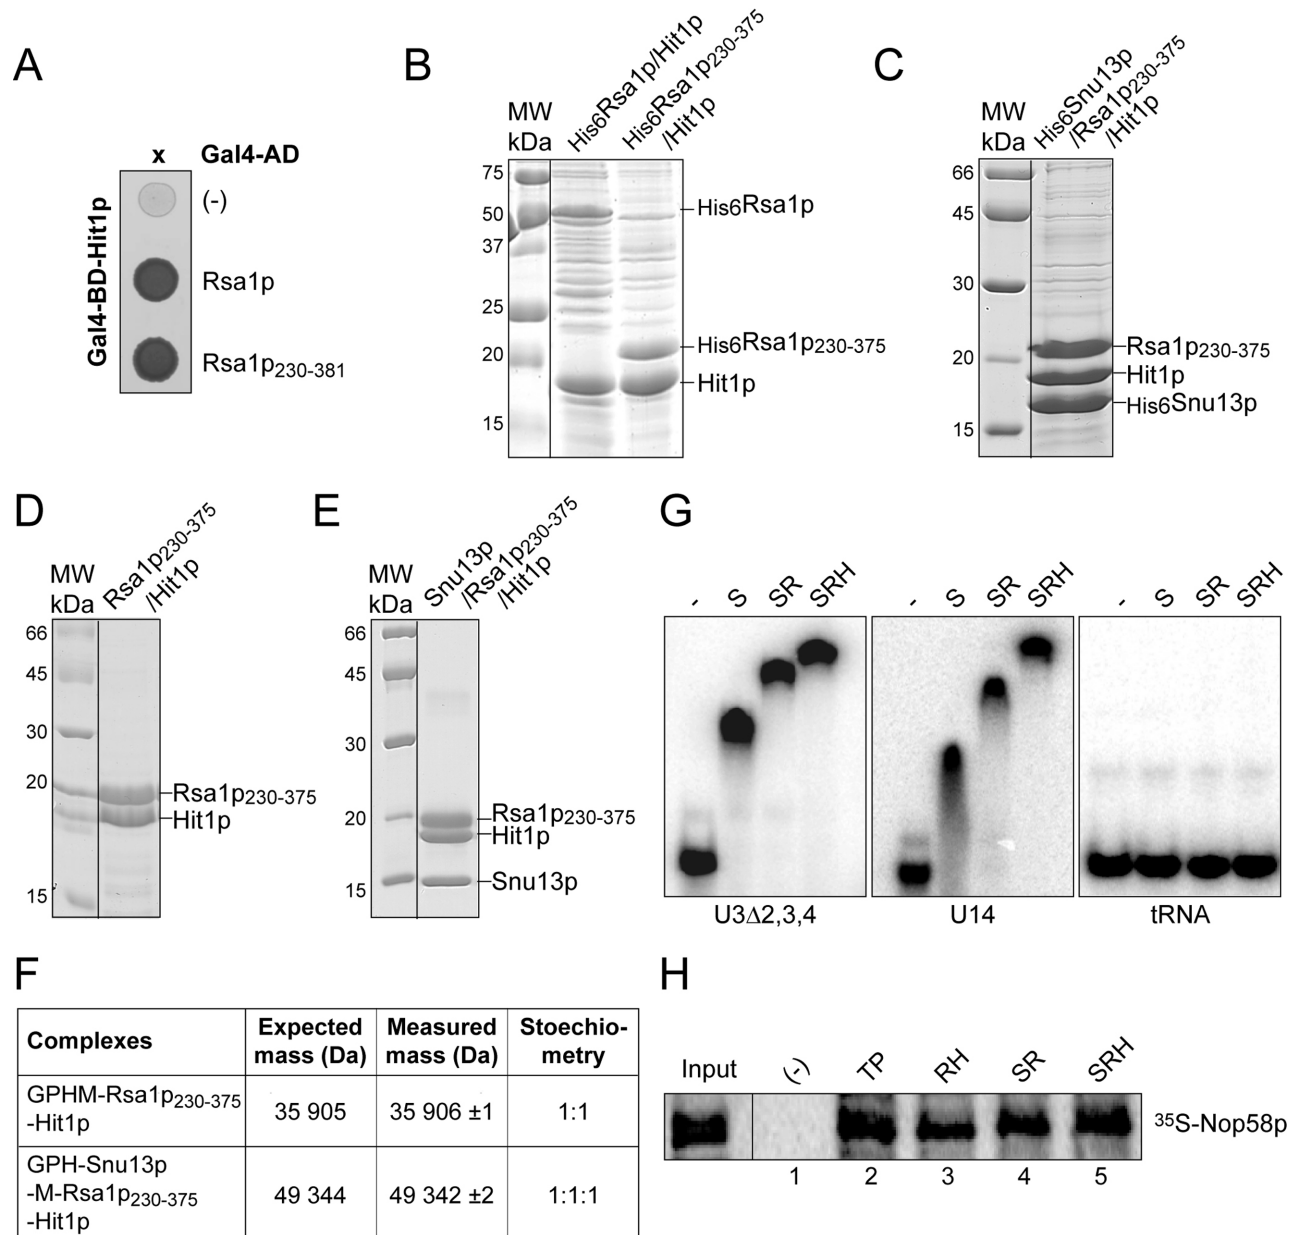 A
x Gal4-AD
Gal4-BD-Hit1p
(-)
Rsa1p
Rsa1p230-381
B
MW
kDa
His6Rsa1p/Hit1p
His6Rsa1p230-375
/Hit1p
75
50
37
25
20
15
His6Rsa1p
His6Rsa1p230-375
Hit1p
C
MW
kDa
His6Snu13p
/Rsa1p230-375
/Hit1p
66
45
30
20
15
Rsa1p230-375
Hit1p
His6Snu13p
D
MW
kDa
Rsa1p230-375
/Hit1p
66
45
30
20
15
Rsa1p230-375
Hit1p
E
MW
kDa
Snu13p
/Rsa1p230-375
/Hit1p
66
45
30
20
15
Rsa1p230-375
Hit1p
Snu13p
G
- S SR SRH
- S SR SRH
- S SR SRH
U3Δ2,3,4
U14
tRNA
F
Complexes
Expected
mass (Da)
Measured
mass (Da)
Stoechio-
metry
GPHM-Rsa1p230-375
-Hit1p
35 905
35 906 ±1
1:1
GPH-Snu13p
-M-Rsa1p230-375
-Hit1p
49 344
49 342 ±2
1:1:1
H
Input (-) TP RH SR SRH
35S-Nop58p
1 2 3 4 5